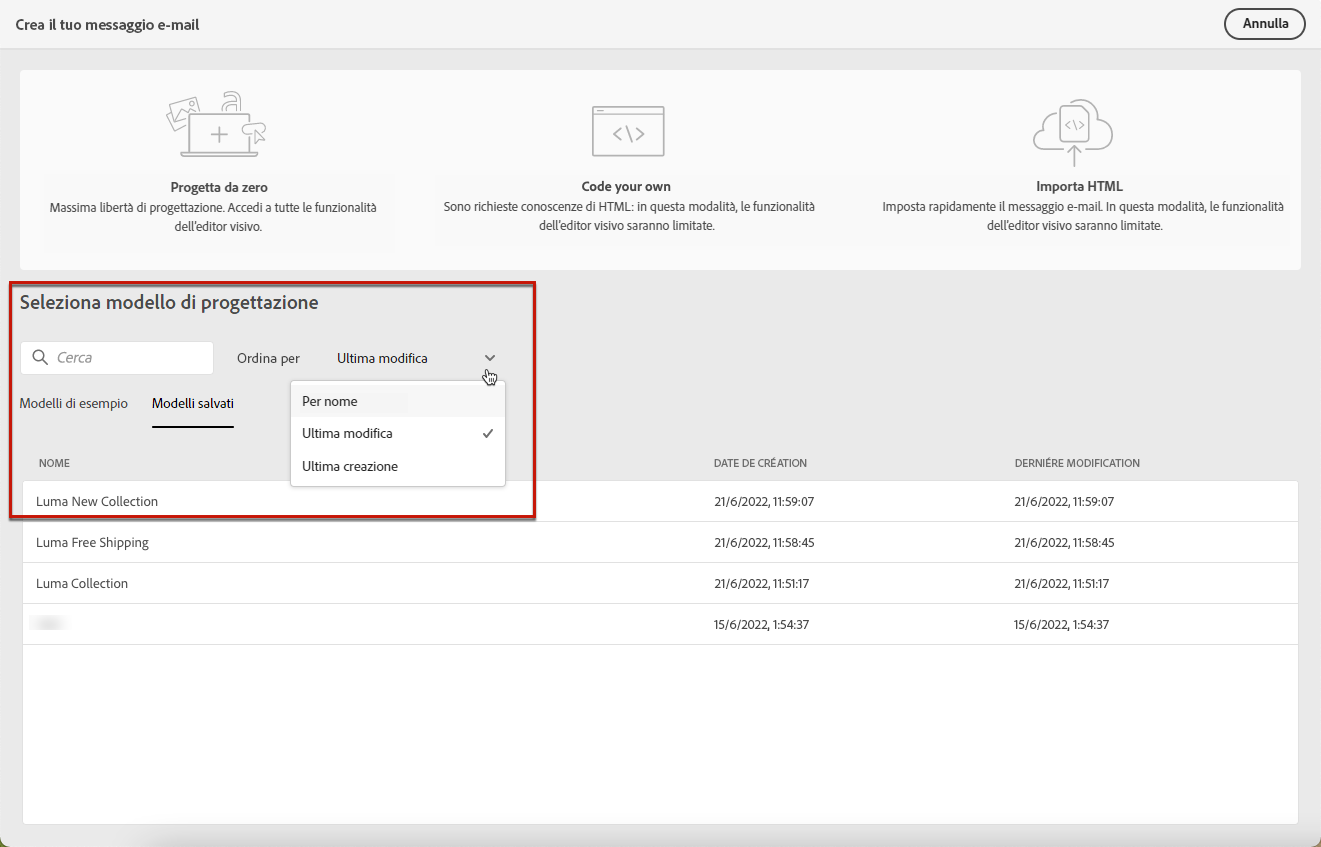 Crea il tuo messaggio e-mail
Annulla
Progetta da zero
Massima libertà di progettazione. Accedi a tutte le funzionalità
dell'editor visivo.
Code your own
Sono richieste conoscenze di HTML: in questa modalità, le funzionalità
dell'editor visivo saranno limitate.
Importa HTML
Imposta rapidamente il messaggio e-mail. In questa modalità, le funzionalità
dell'editor visivo saranno limitate.
Seleziona modello di progettazione
Cerca
Ordina per
Ultima modifica
Modelli di esempio
Modelli salvati
Per nome
Ultima modifica
Ultima creazione
NOME
DATE DE CRÉATION
DERNIÉRE MODIFICATION
Luma New Collection
21/6/2022, 11:59:07
21/6/2022, 11:59:07
Luma Free Shipping
21/6/2022, 11:58:45
21/6/2022, 11:58:45
Luma Collection
21/6/2022, 11:51:17
21/6/2022, 11:51:17
15/6/2022, 1:54:37
15/6/2022, 1:54:37